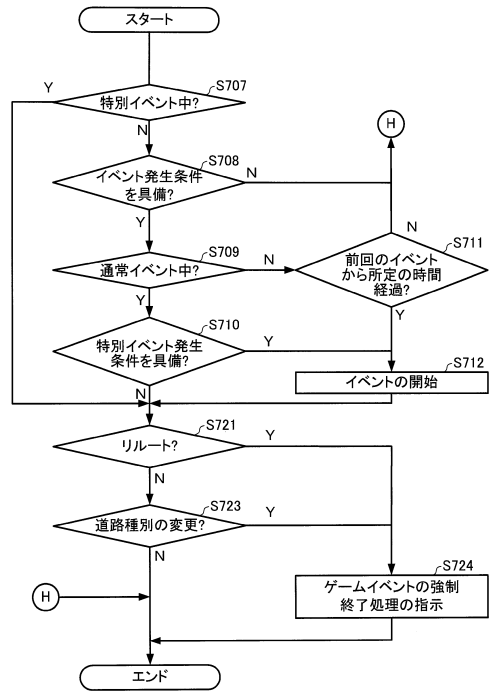 スタート
S707
Y
特別イベント中?
N
H
S708
イベント発生条件
を具備?
N
Y
N
S709
S711
通常イベント中?
N
前回のイベント
から所定の時間
経過?
Y
S710
Y
特別イベント発生
条件を具備?
Y
S712
イベントの開始
N
S721
リルート?
Y
N
S723
道路種別の変更?
Y
N
S724
ゲームイベントの強制
終了処理の指示
H
エンド